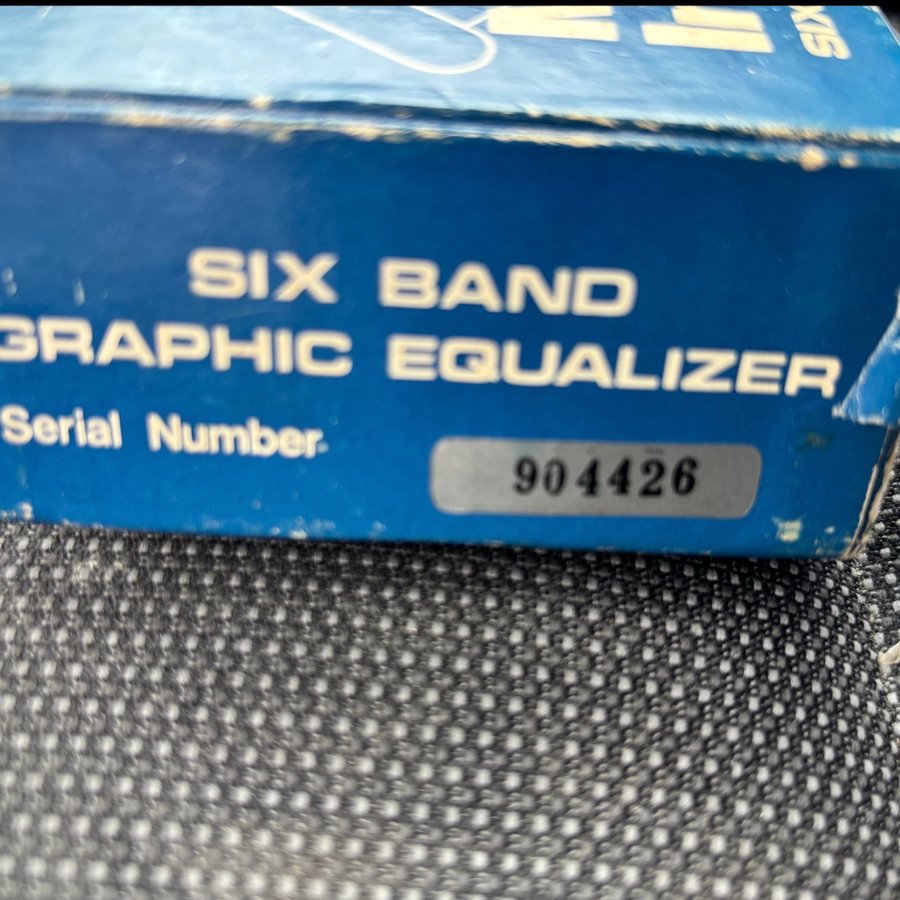 SIX BAND
GRAPHIC EQUALIZER
Serial Number
904426